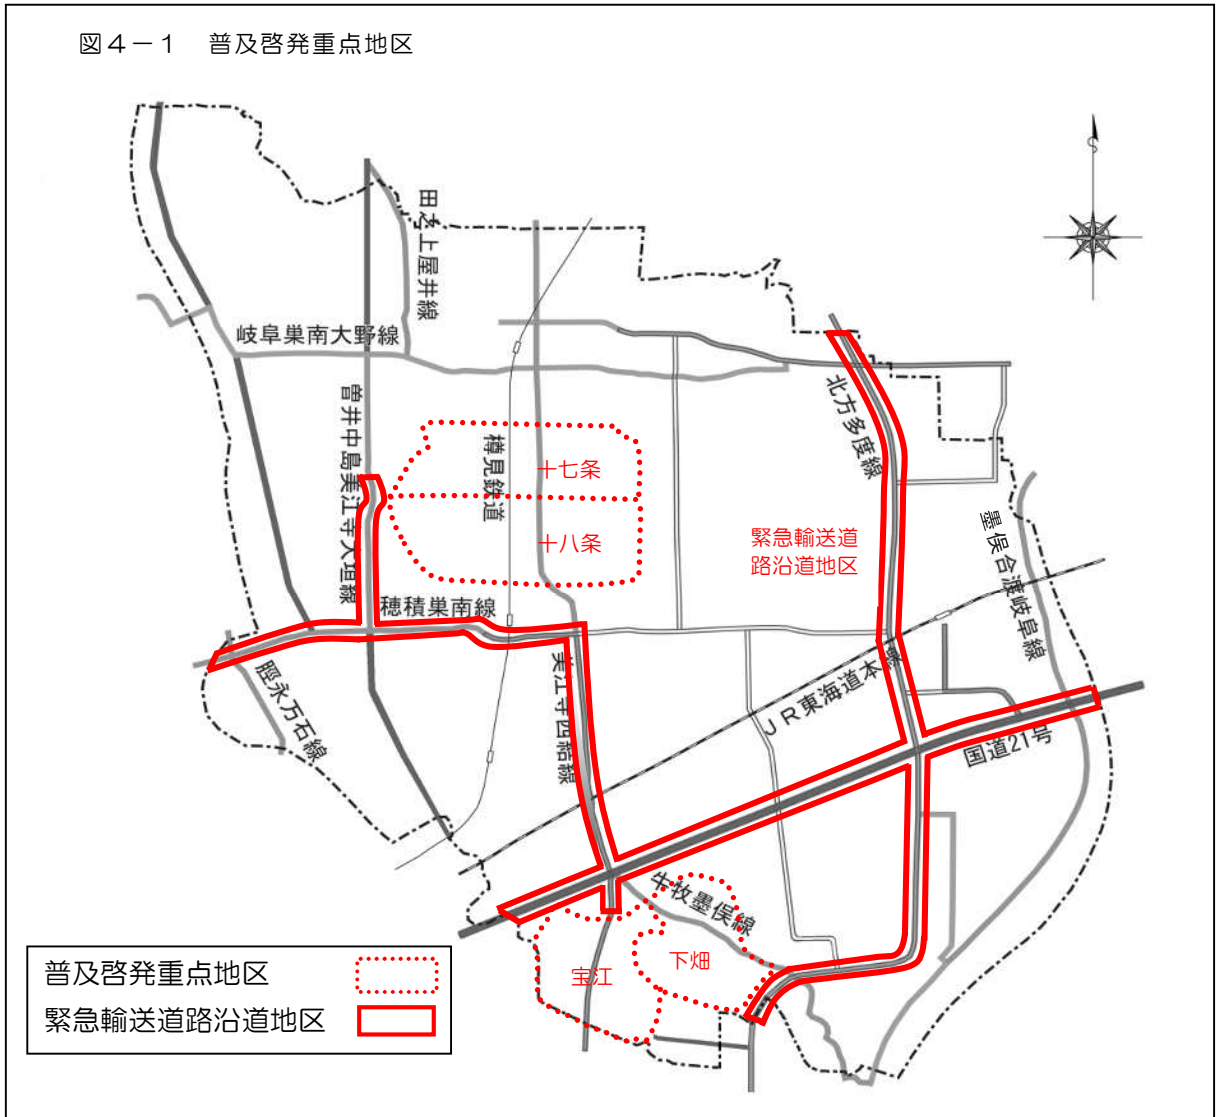 図４－１　普及啓発重点地区
S
田之上屋井線
岐阜巣南大野線
曽井中島美江寺大垣線
樽見鉄道
十七条
十八条
北方多度線
緊急輸送道
路沿道地区
墨俣合渡岐阜線
穂積巣南線
脛永万石線
美江寺西結線
ＪＲ東海道本線
国道21号
牛牧墨俣線
下畑
宝江
普及啓発重点地区
緊急輸送道路沿道地区